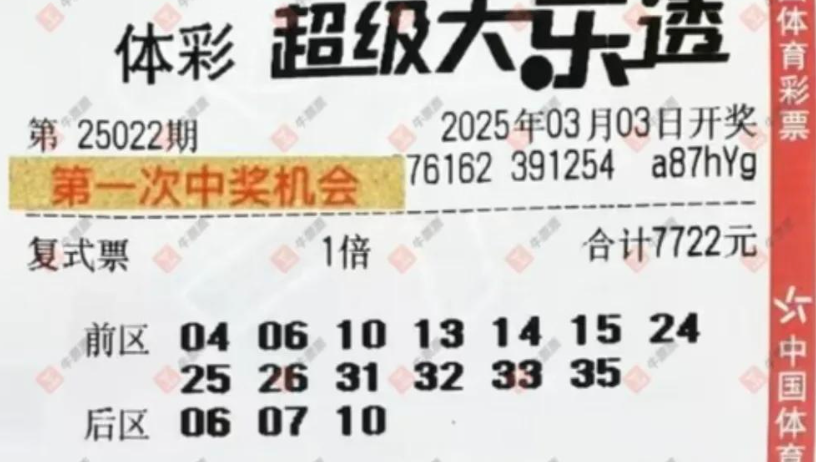 体彩 超级大乐透
第 25022期 2025年03月03日开奖
第一次中奖机会 76162 391254 a87hYg
复式票 1倍 合计7722元
前区 04 06 10 13 14 15 24
25 26 31 32 33 35
后区 06 07 10
体育彩票
中国体育